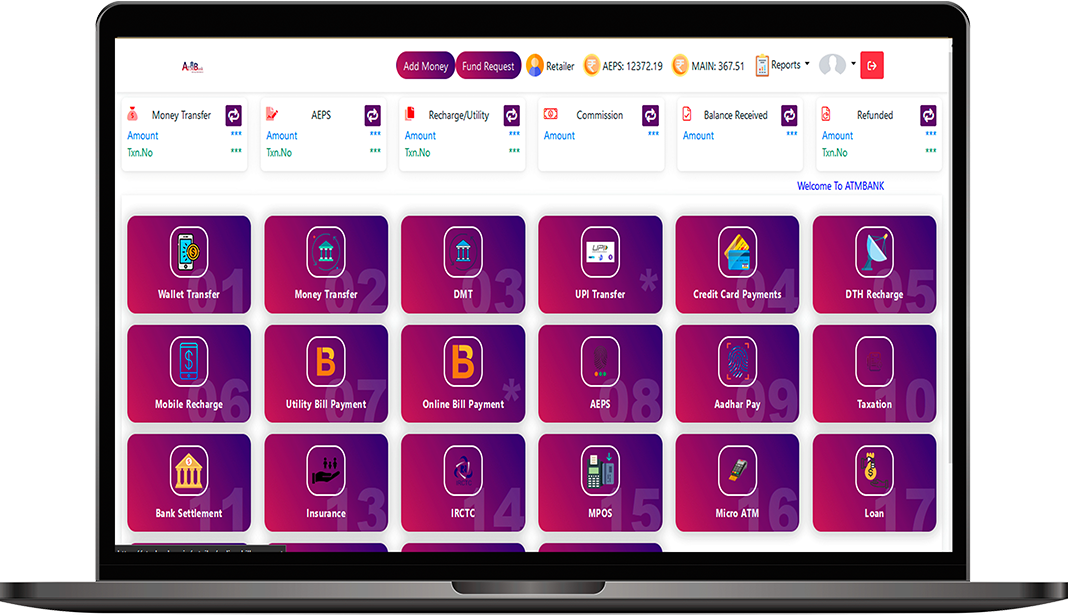 Add Money
Fund Request
Retailer
AEPS: 12372.19
MAIN: 367.51
Reports
Money Transfer
Amount ***
Txn.No ***
AEPS
Amount ***
Txn.No ***
Recharge/Utility
Amount ***
Txn.No ***
Commission
Amount ***
Balance Received
Amount ***
Refunded
Amount ***
Txn.No ***
Welcome To ATMBANK
01
Wallet Transfer
02
Money Transfer
03
DMT
UPI
*
UPI Transfer
04
Credit Card Payments
05
DTH Recharge
06
Mobile Recharge
B
07
Utility Bill Payment
B
*
Online Bill Payment
08
AEPS
09
Aadhar Pay
10
Taxation
11
Bank Settlement
13
Insurance
14
IRCTC
15
MPOS
16
Micro ATM
17
Loan